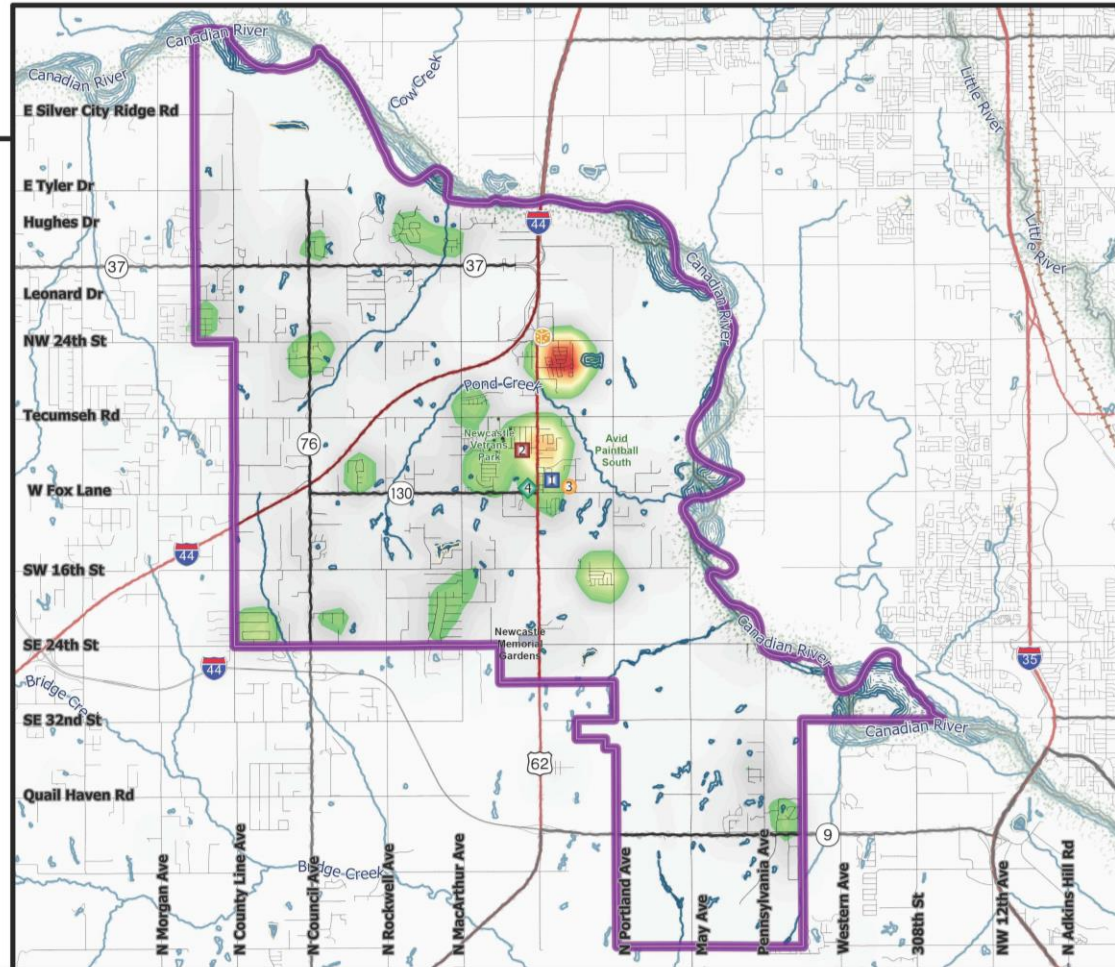 Canadian River
Canadian River
Cow Creek
Little River
E Silver City Ridge Rd
E Tyler Dr
Hughes Dr
44
Little River
37
37
Canadian River
Leonard Dr
NW 24th St
Pond Creek
Tecumseh Rd
76
Newcastle
Vetrans
Park
2
Avid
Paintball
South
W Fox Lane
130
4
3
44
SW 16th St
Canadian River
Newcastle
Memorial
Gardens
SE 24th St
44
35
Bridge Creek
SE 32nd St
Canadian River
62
Quail Haven Rd
9
Bridge Creek
N Morgan Ave
N County Line Ave
N Council Ave
N Rockwell Ave
N MacArthur Ave
N Portland Ave
May Ave
Pennsylvania Ave
Western Ave
308th St
NW 12th Ave
N Adkins Hill Rd